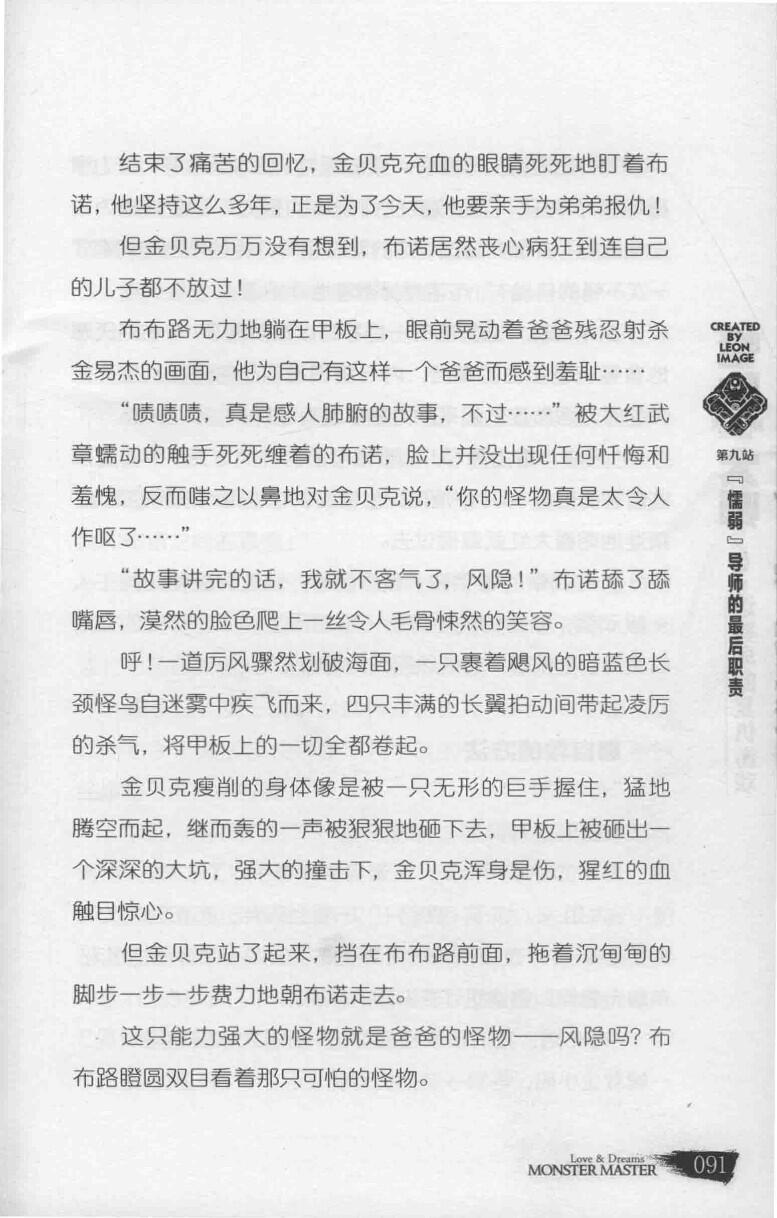 结束了痛苦的回忆，金贝克充血的眼睛死死地盯着布
诺，他坚持这么多年，正是为了今天，他要亲手为弟弟报仇！
但金贝克万万没有想到，布诺居然丧心病狂到连自己
的儿子都不放过！
布布路无力地躺在甲板上，眼前晃动着爸爸残忍射杀
金易杰的画面，他为自己有这样一个爸爸而感到羞耻……
“啧啧啧，真是感人肺腑的故事，不过……”被大红武
章蠕动的触手死死缠着的布诺，脸上并没出现任何忏悔和
羞愧，反而嗤之以鼻地对金贝克说，“你的怪物真是太令人
作呕了……”
“故事讲完的话，我就不客气了，风隐！”布诺舔了舔
嘴唇，漠然的脸色爬上一丝令人毛骨悚然的笑容。
呼！一道厉风骤然划破海面，一只裹着飓风的暗蓝色长
颈怪鸟自迷雾中疾飞而来，四只丰满的长翼拍动间带起凌厉
的杀气，将甲板上的一切全都卷起。
金贝克瘦削的身体像是被一只无形的巨手握住，猛地
腾空而起，继而轰的一声被狠狠地砸下去，甲板上被砸出一
个深深的大坑，强大的撞击下，金贝克浑身是伤，猩红的血
触目惊心。
但金贝克站了起来，挡在布布路前面，拖着沉甸甸的
脚步一步一步费力地朝布诺走去。
这只能力强大的怪物就是爸爸的怪物——风隐吗？布
布路瞪圆双目看着那只可怕的怪物。
CREATED
BY
LEON
IMAGE
第九站
『懦弱』导师的最后职责
Love & Dreams
MONSTER MASTER
091